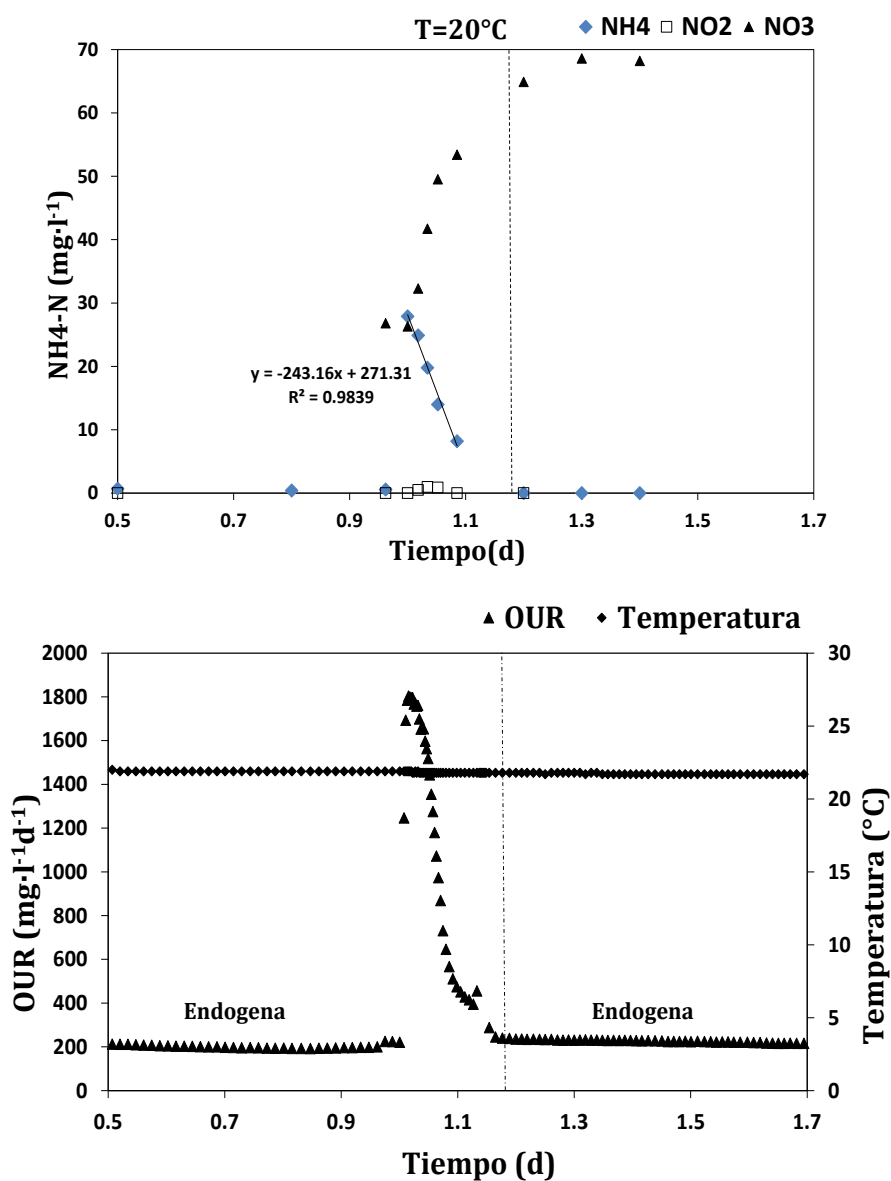 T=20°C
NH4 NO2 NO3
70
60
50
40
30
20
10
0
NH4-N (mg·l⁻¹)
y = -243.16x + 271.31
R² = 0.9839
0.5 0.7 0.9 1.1 1.3 1.5 1.7
Tiempo(d)
OUR Temperatura
2000
1800
1600
1400
1200
1000
800
600
400
200
0
OUR (mg·l⁻¹d⁻¹)
30
25
20
15
10
5
0
Temperatura (°C)
Endogena Endogena
0.5 0.7 0.9 1.1 1.3 1.5 1.7
Tiempo (d)